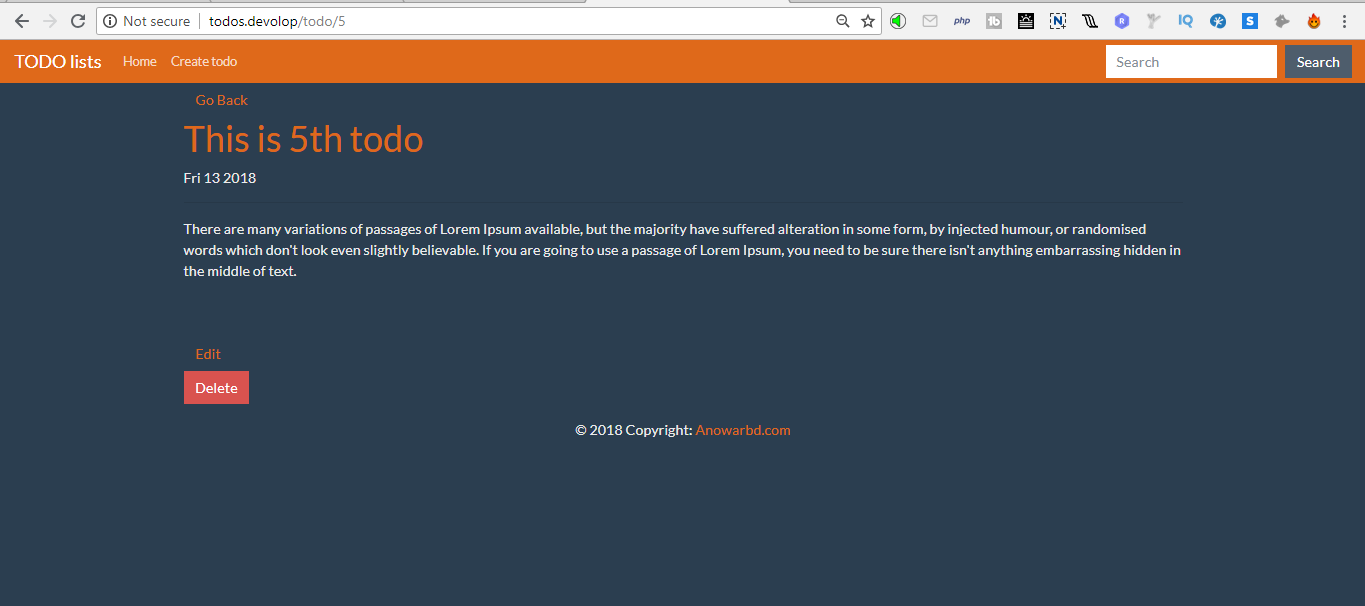 Not secure | todos.devolop/todo/5
php
tb
N
R
IQ
S
TODO lists Home Create todo Search Search
Go Back
This is 5th todo
Fri 13 2018
There are many variations of passages of Lorem Ipsum available, but the majority have suffered alteration in some form, by injected humour, or randomised
words which don't look even slightly believable. If you are going to use a passage of Lorem Ipsum, you need to be sure there isn't anything embarrassing hidden in
the middle of text.
Edit
Delete
© 2018 Copyright: Anowarbd.com